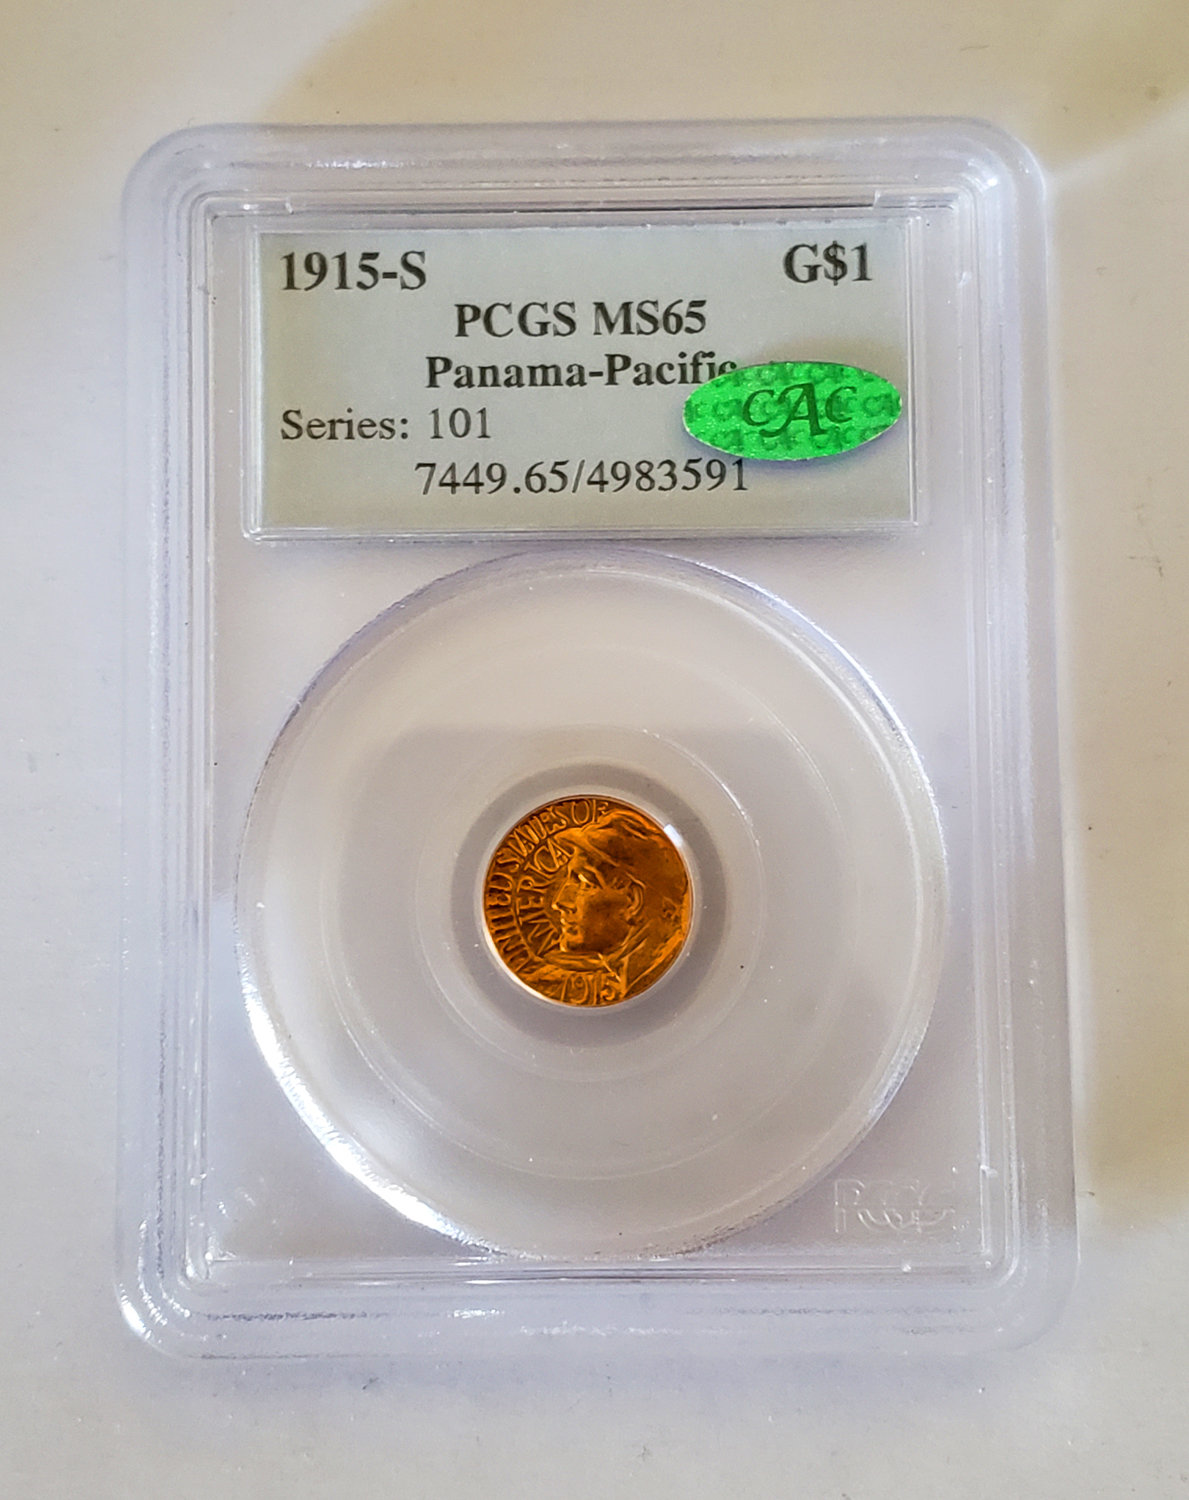 1915-S G$1
PCGS MS65
Panama-Pacific
CAC
Series: 101
7449.65/4983591
UNITED STATES OF
AMERICA
1915
PCGS